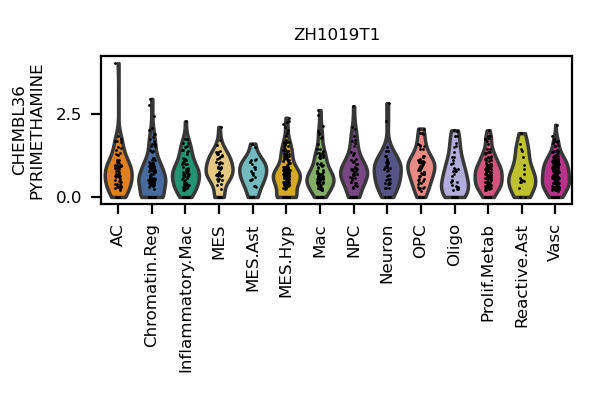 ZH1019T1
CHEMBL36
PYRIMETHAMINE
2.5
0.0
AC
Chromatin.Reg
Inflammatory.Mac
MES
MES.Ast
MES.Hyp
Mac
NPC
Neuron
OPC
Oligo
Prolif.Metab
Reactive.Ast
Vasc